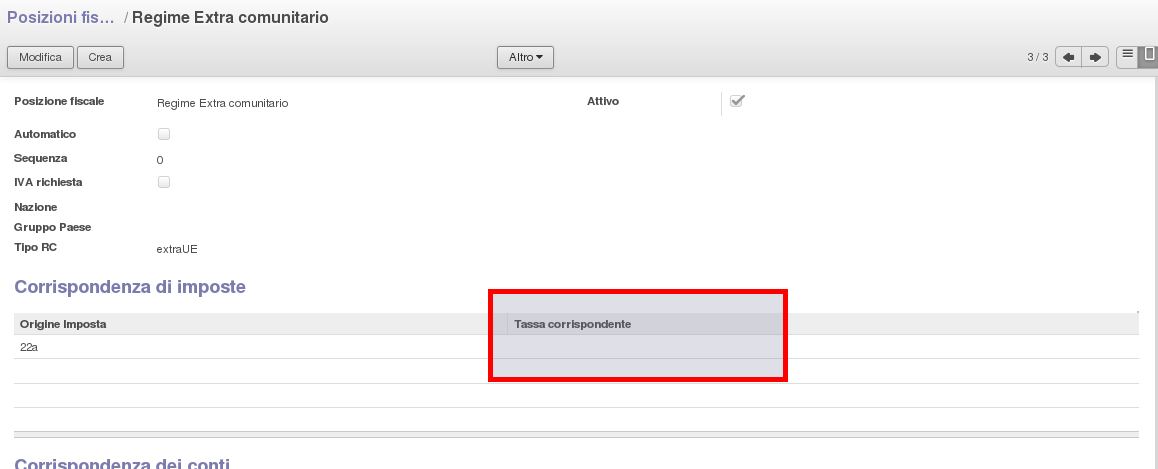 Posizioni fis... / Regime Extra comunitario
Modifica Crea Altro 3 / 3
Posizione fiscale Regime Extra comunitario Attivo
Automatico
Sequenza 0
IVA richiesta
Nazione
Gruppo Paese
Tipo RC extraUE
Corrispondenza di imposte
Origine Imposta Tassa corrispondente
22a
Corrispondenza dei conti